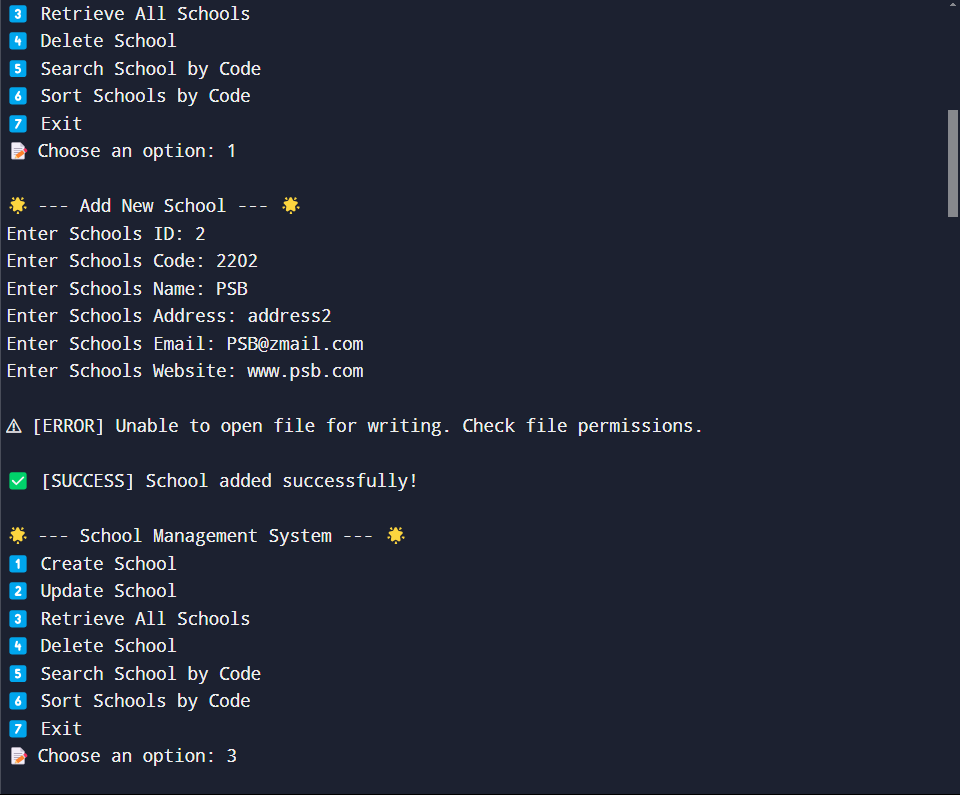 3️⃣ Retrieve All Schools
4️⃣ Delete School
5️⃣ Search School by Code
6️⃣ Sort Schools by Code
7️⃣ Exit
📝 Choose an option: 1
🌟 --- Add New School --- 🌟
Enter Schools ID: 2
Enter Schools Code: 2202
Enter Schools Name: PSB
Enter Schools Address: address2
Enter Schools Email: PSB@zmail.com
Enter Schools Website: www.psb.com
⚠ [ERROR] Unable to open file for writing. Check file permissions.
✅ [SUCCESS] School added successfully!
🌟 --- School Management System --- 🌟
1️⃣ Create School
2️⃣ Update School
3️⃣ Retrieve All Schools
4️⃣ Delete School
5️⃣ Search School by Code
6️⃣ Sort Schools by Code
7️⃣ Exit
📝 Choose an option: 3